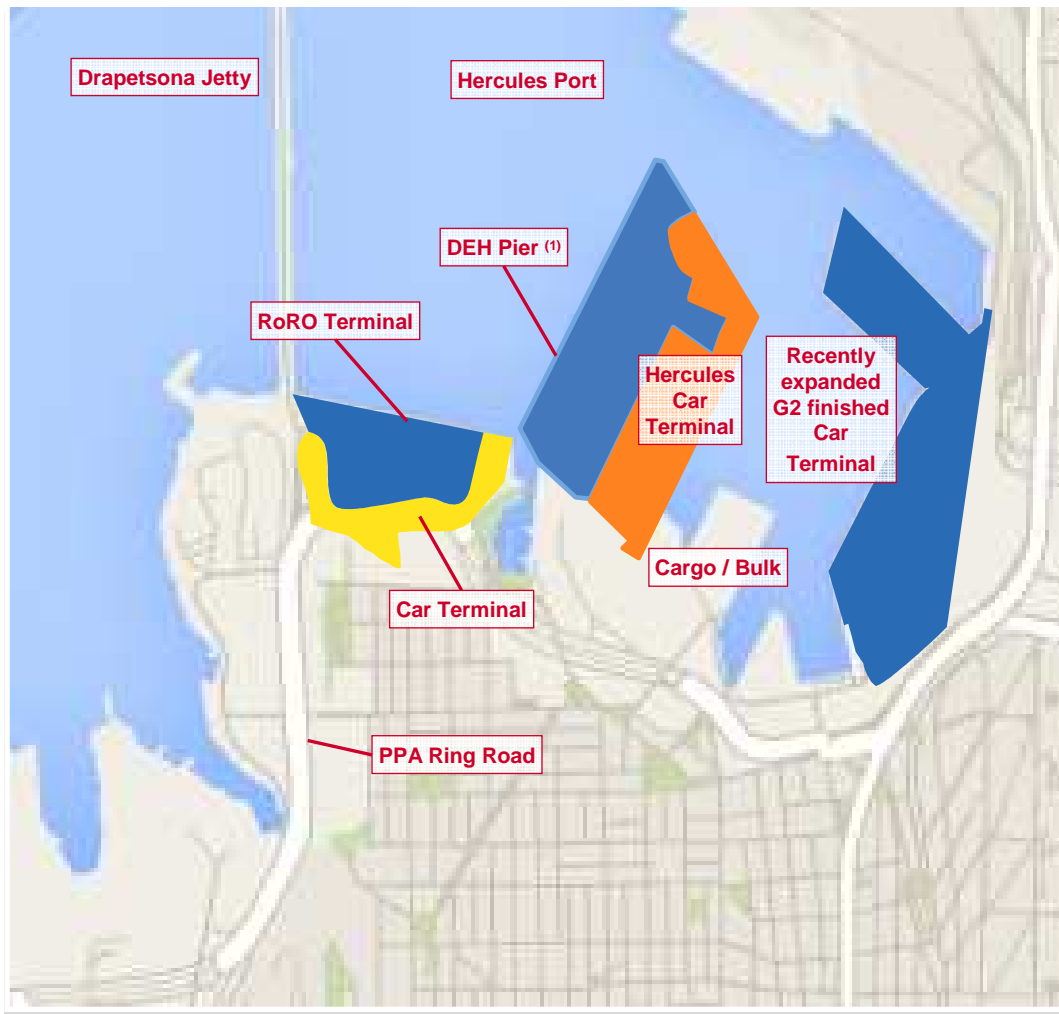 Drapetsona Jetty
Hercules Port
DEH Pier (1)
RoRO Terminal
Hercules
Car
Terminal
Recently
expanded
G2 finished
Car
Terminal
Cargo / Bulk
Car Terminal
PPA Ring Road